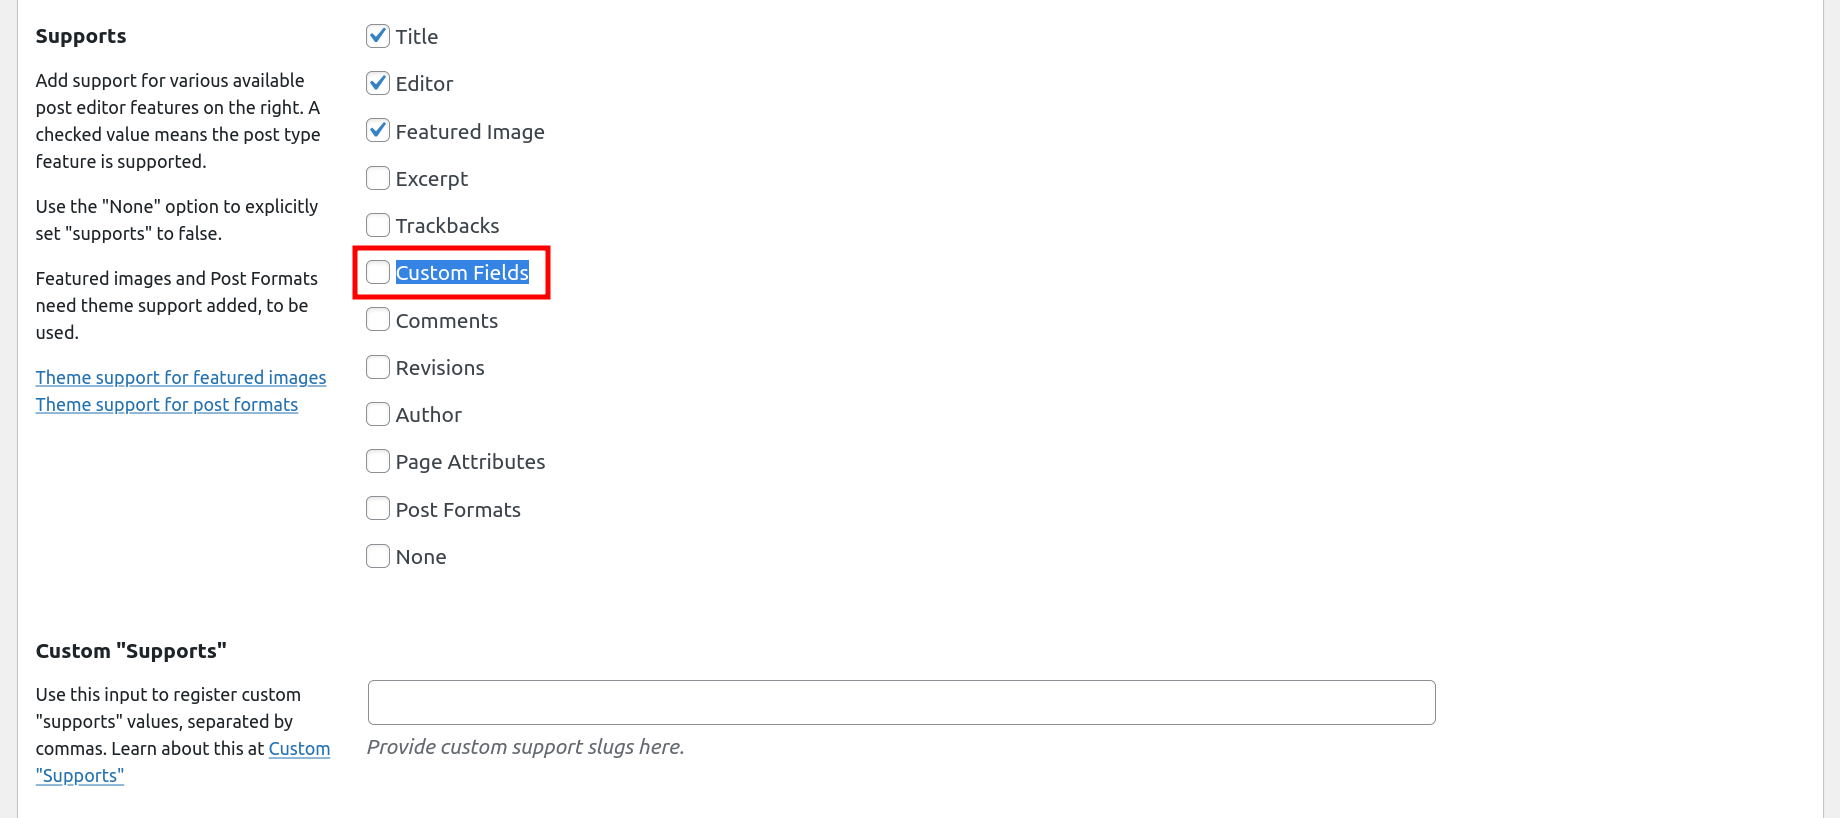 Supports
Add support for various available
post editor features on the right. A
checked value means the post type
feature is supported.
Use the "None" option to explicitly
set "supports" to false.
Featured images and Post Formats
need theme support added, to be
used.
Theme support for featured images
Theme support for post formats
Title
Editor
Featured Image
Excerpt
Trackbacks
Custom Fields
Comments
Revisions
Author
Page Attributes
Post Formats
None
Custom "Supports"
Use this input to register custom
"supports" values, separated by
commas. Learn about this at Custom
"Supports"
Provide custom support slugs here.